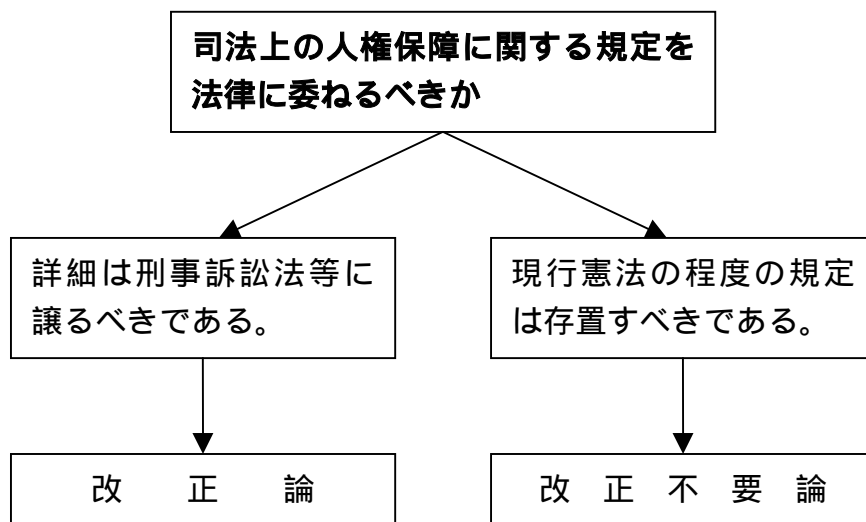 司法上の人権保障に関する規定を
法律に委ねるべきか
詳細は刑事訴訟法等に
譲るべきである。
現行憲法の程度の規定
は存置すべきである。
改正論
改正不要論